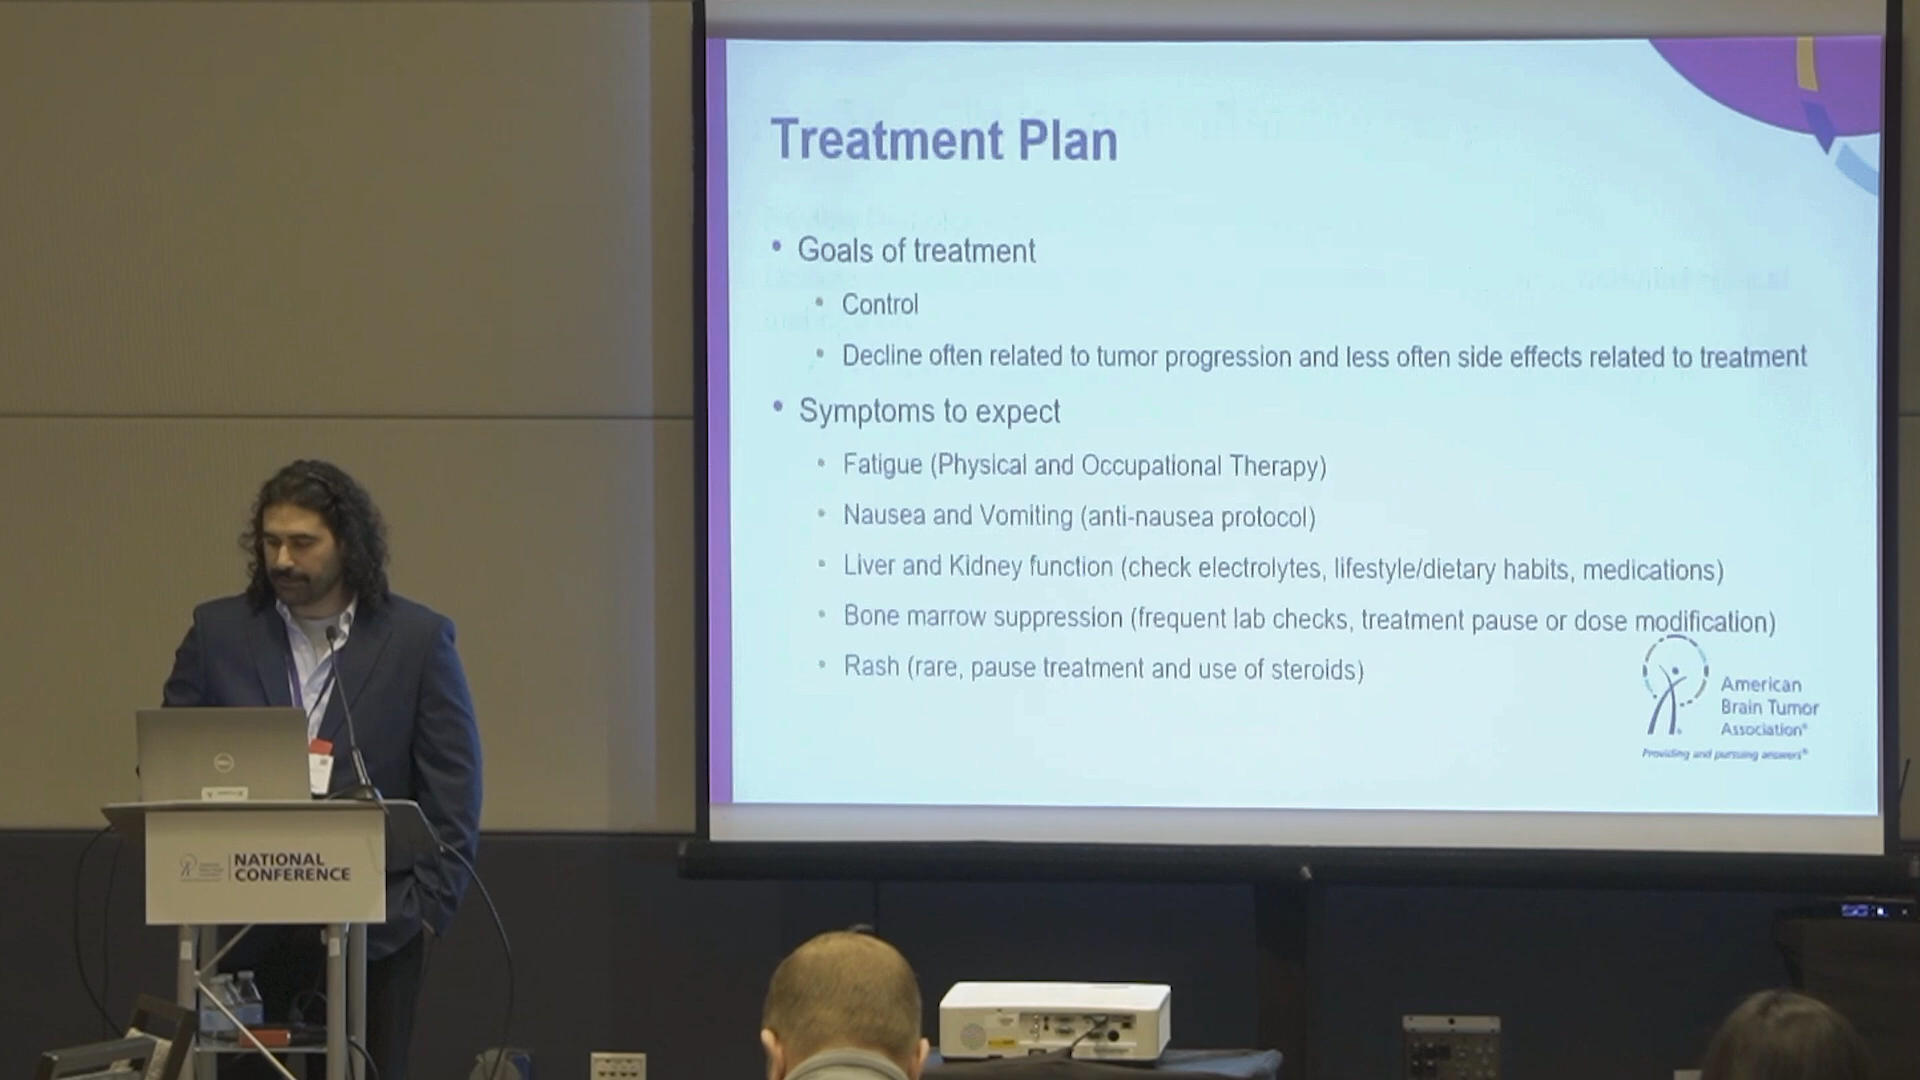 Treatment Plan
• Goals of treatment
• Control
• Decline often related to tumor progression and less often side effects related to treatment
• Symptoms to expect
• Fatigue (Physical and Occupational Therapy)
• Nausea and Vomiting (anti-nausea protocol)
• Liver and Kidney function (check electrolytes, lifestyle/dietary habits, medications)
• Bone marrow suppression (frequent lab checks, treatment pause or dose modification)
• Rash (rare, pause treatment and use of steroids)
American
Brain Tumor
Association®
Providing and pursuing answers®
DELL
NATIONAL
CONFERENCE